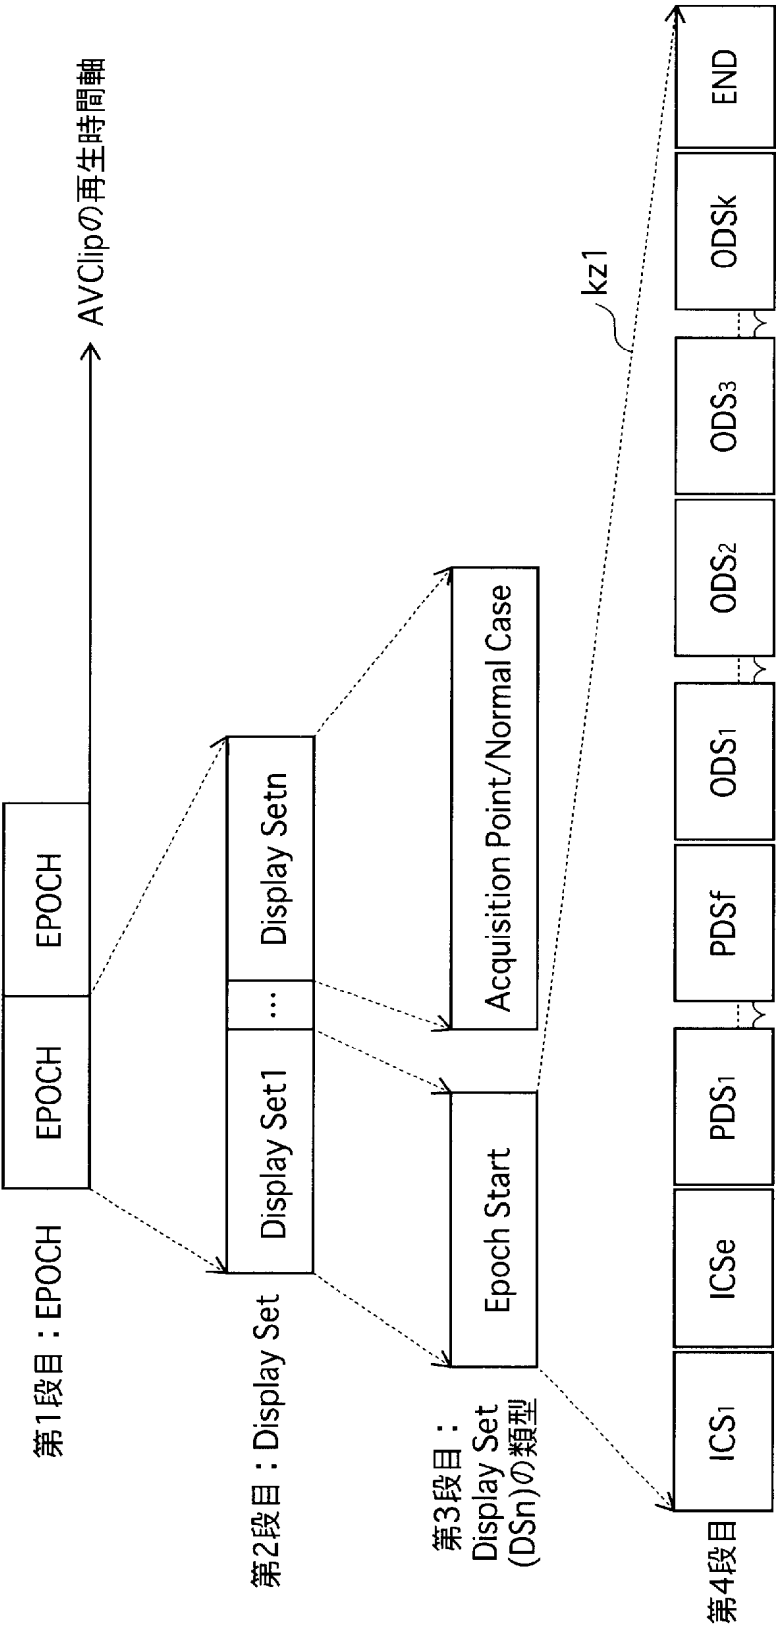 第1段目：EPOCH
EPOCH
EPOCH
AVClipの再生時間軸
第2段目：Display Set
Display Set1
...
Display Setn
第3段目：
Display Set
(DSn)の類型
Epoch Start
Acquisition Point/Normal Case
kz1
第4段目
ICS1
ICSe
PDS1
PDSf
ODS1
ODS2
ODS3
ODSk
END